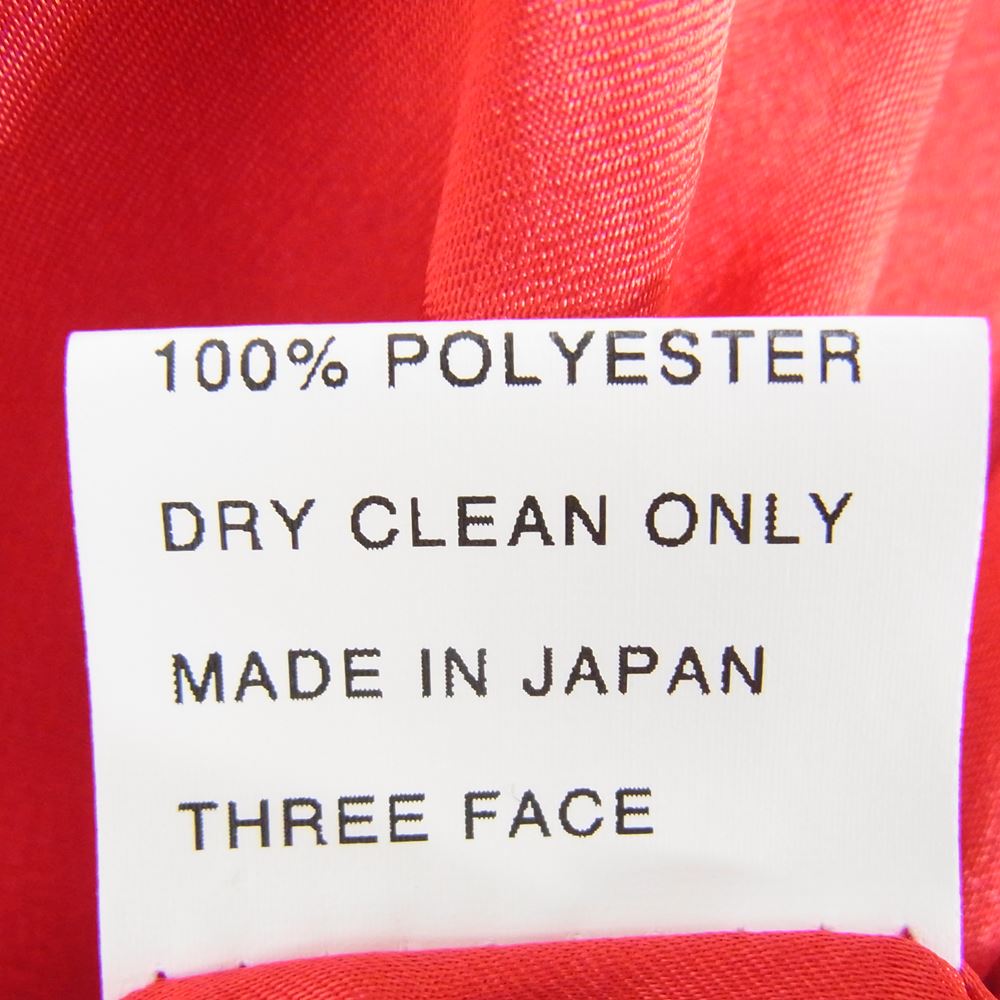 100% POLYESTER
DRY CLEAN ONLY
MADE IN JAPAN
THREE FACE